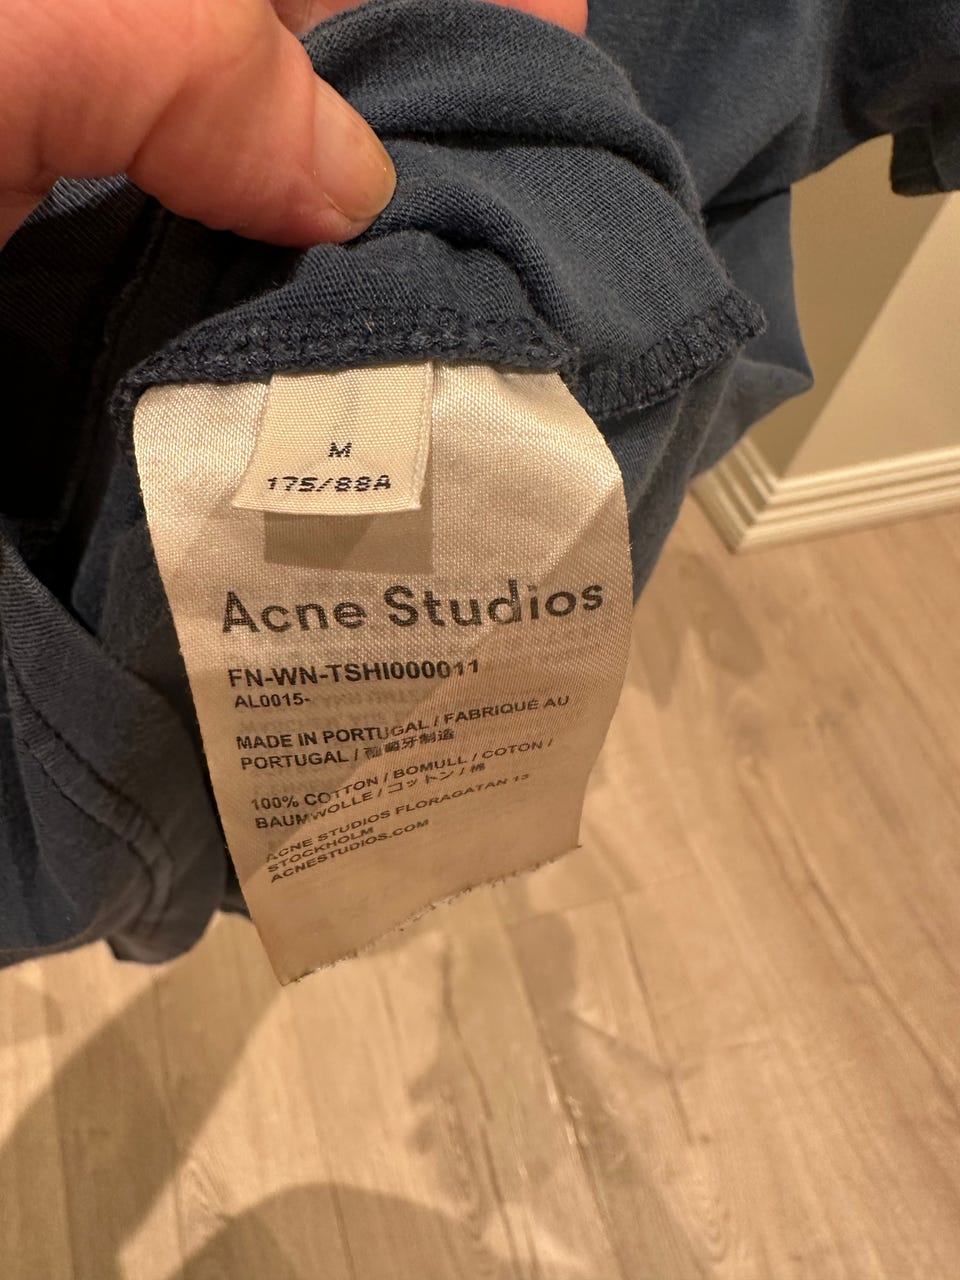 M
175/88A
Acne Studios
FN-WN-TSHI000011
AL0015-
MADE IN PORTUGAL / FABRIQUÉ AU
PORTUGAL / 葡萄牙制造
100% COTTON / BOMULL / COTON /
BAUMWOLLE / コットン / 棉
ACNE STUDIOS FLORAGATAN 13
STOCKHOLM
ACNESTUDIOS.COM